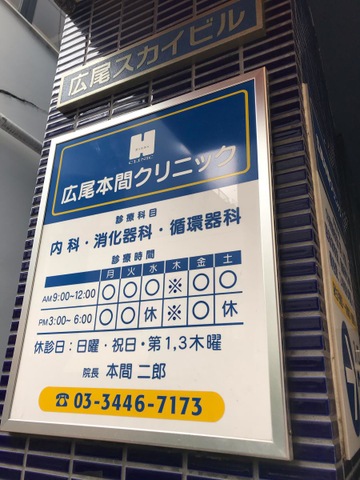 広尾スカイビル
H
CLINIC
広尾本間クリニック
診療科目
内科・消化器科・循環器科
診療時間
月 火 水 木 金 土
AM 9:00~12:00 ○ ○ ○ ※ ○ ○
PM 3:00~6:00 ○ ○ 休 ※ ○ 休
休診日：日曜・祝日・第1,3木曜
院長 本間 二郎
☎ 03-3446-7173